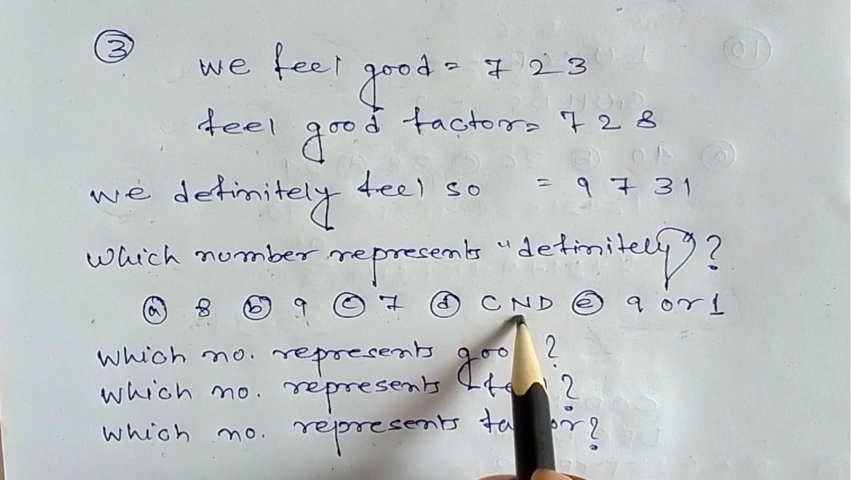 3
we feel good = 7 2 3
feel good factor = 7 2 8
we definitely feel so = 9 7 3 1
which number represents "definitely"?
a 8 b 9 c 7 d CND e 9 or 1
which no. represents ?
which no. represents ?
which no. represents ?